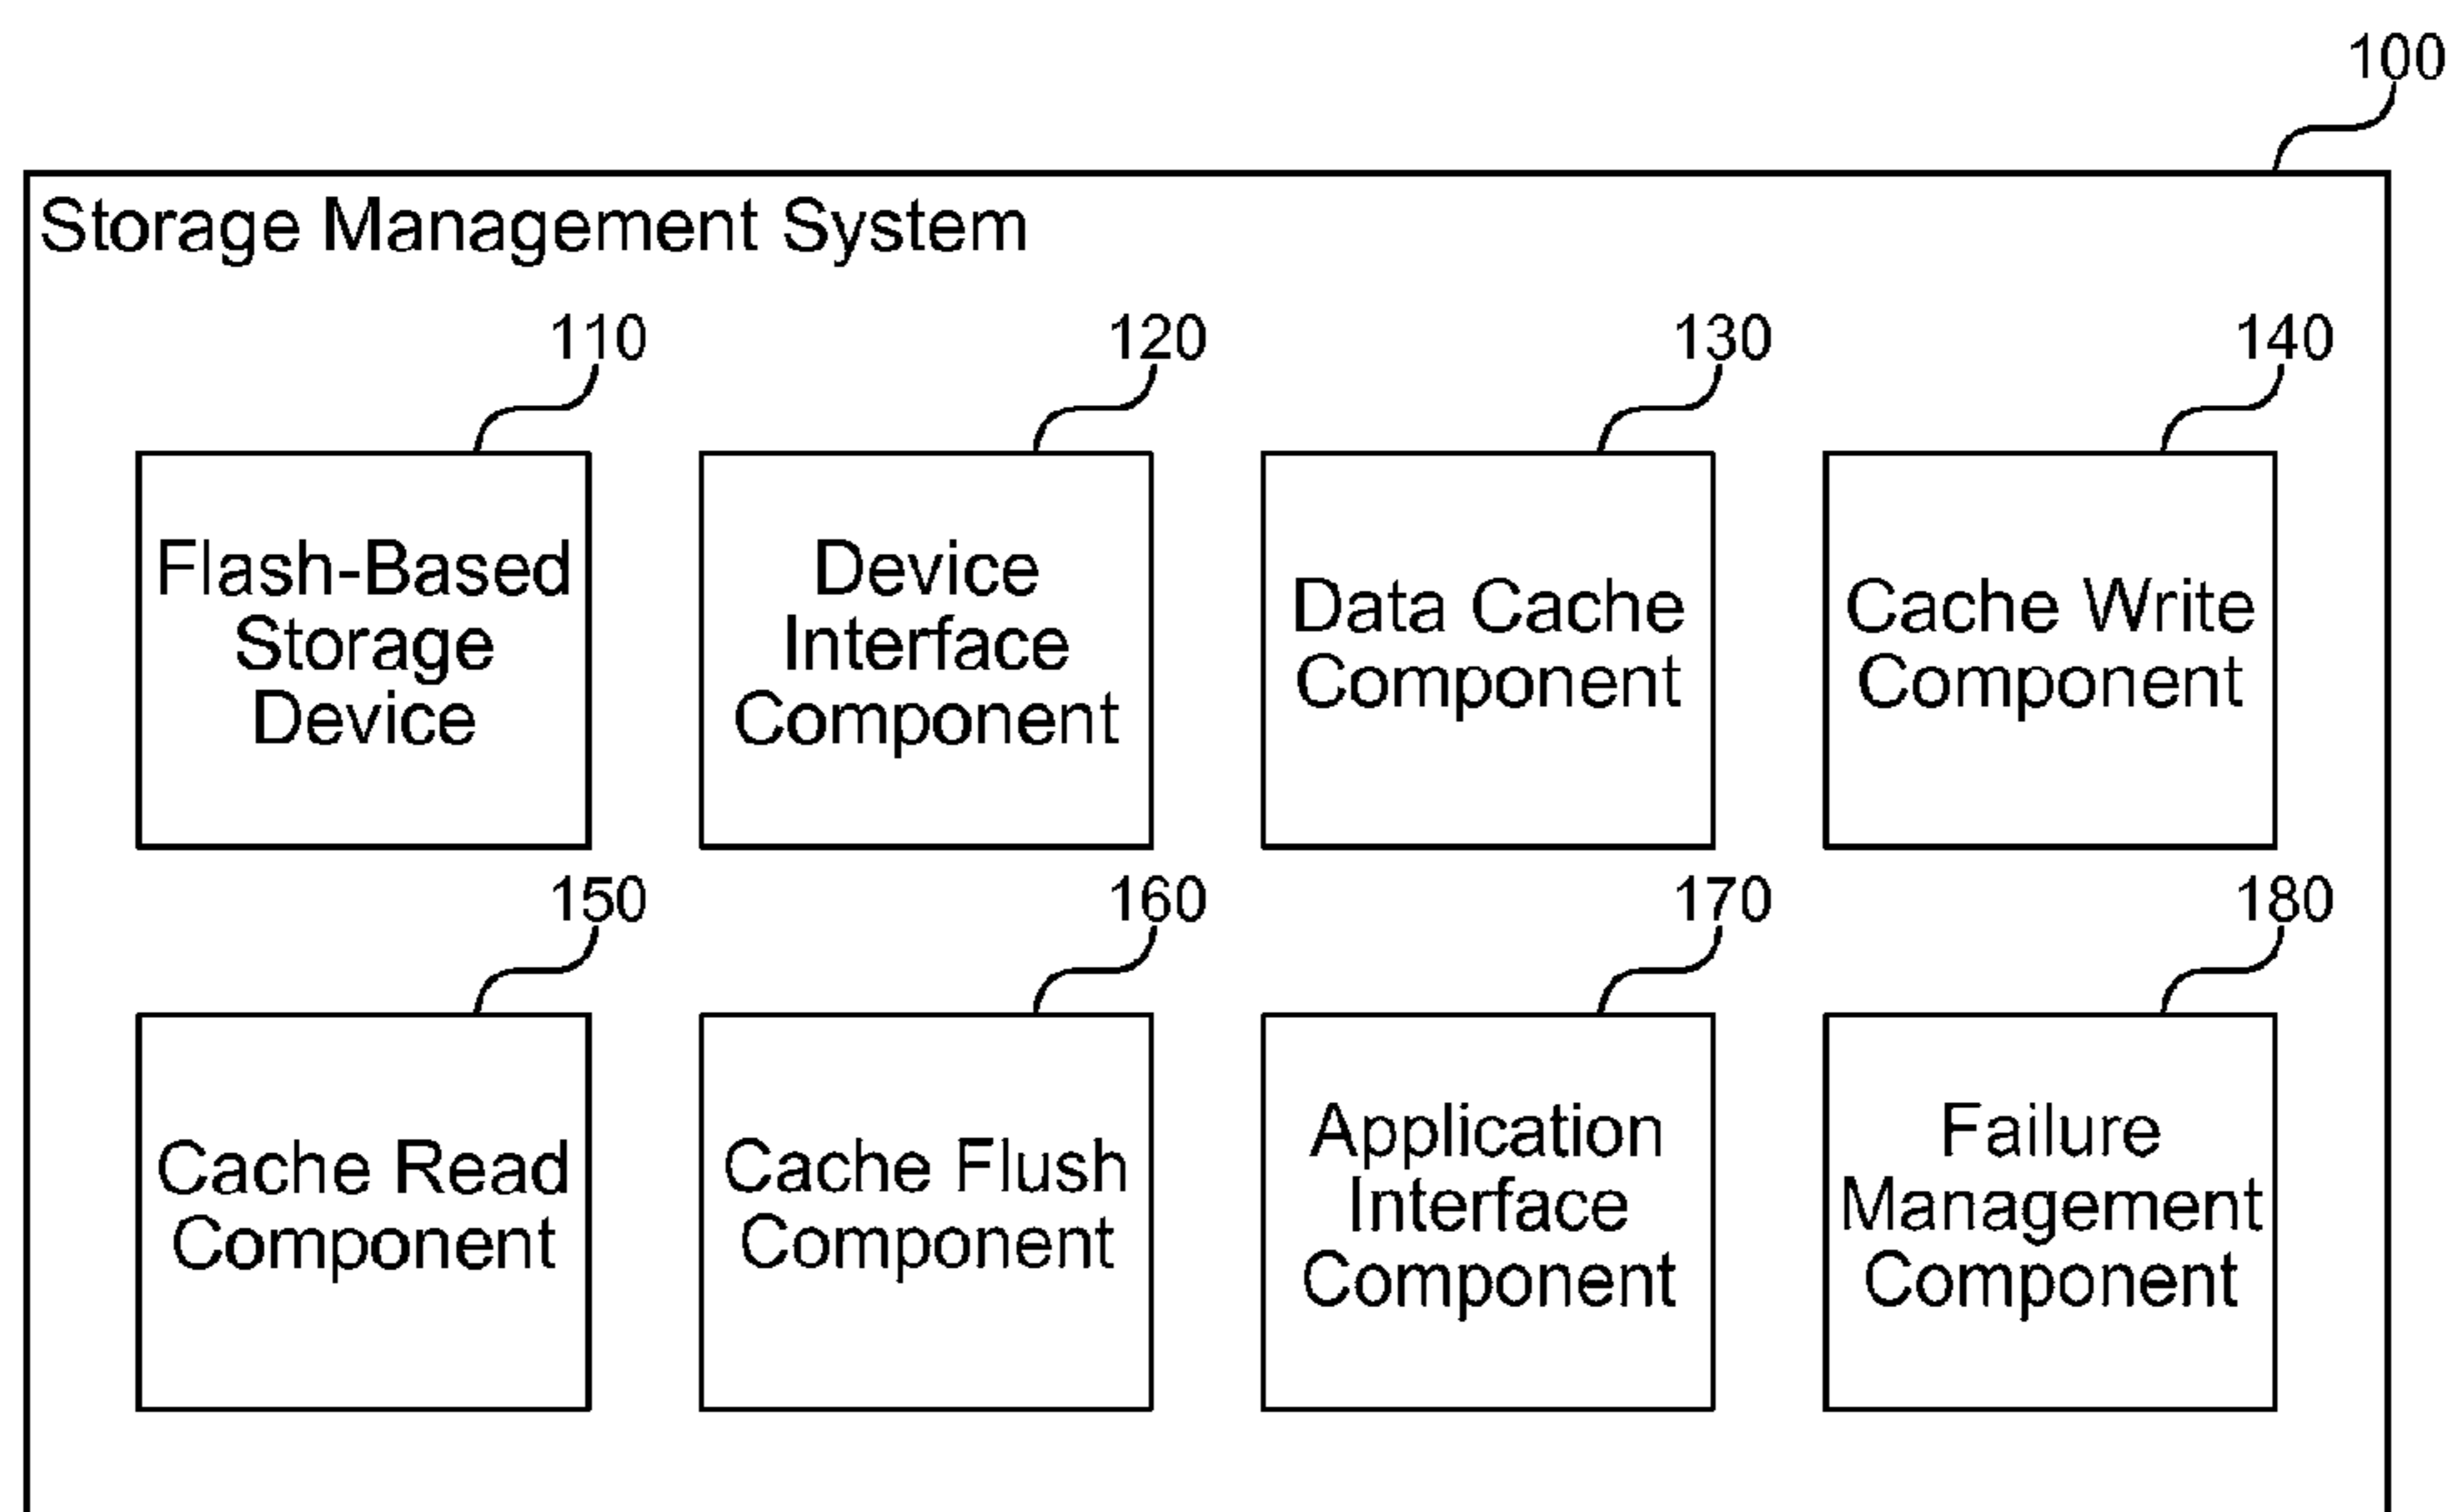 100
Storage Management System
110
120
130
140
Flash-Based
Storage
Device
Device
Interface
Component
Data Cache
Component
Cache Write
Component
150
160
170
180
Cache Read
Component
Cache Flush
Component
Application
Interface
Component
Failure
Management
Component